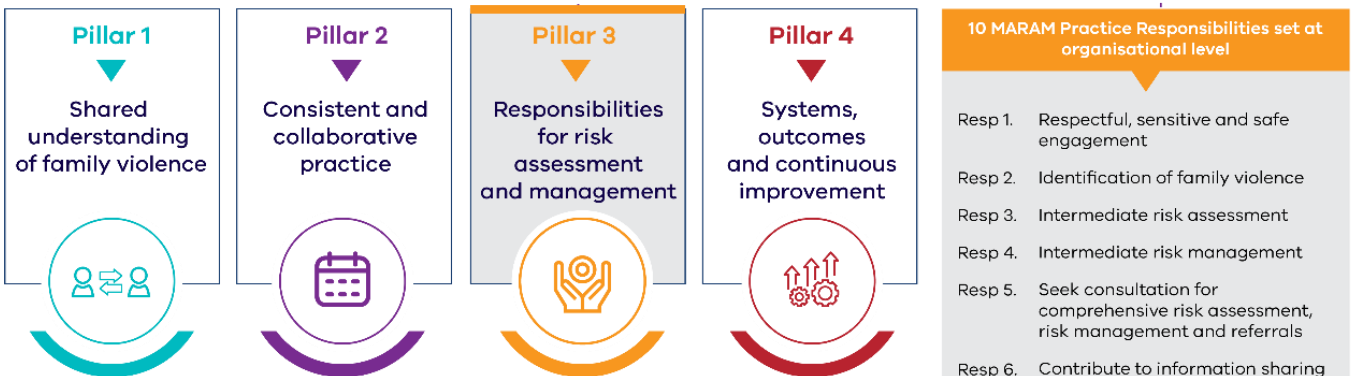 Pillar 1
Shared
understanding
of family violence
Pillar 2
Consistent and
collaborative
practice
Pillar 3
Responsibilities
for risk
assessment
and management
Pillar 4
Systems,
outcomes
and continuous
improvement
10 MARAM Practice Responsibilities set at
organisational level
Resp 1. Respectful, sensitive and safe
engagement
Resp 2. Identification of family violence
Resp 3. Intermediate risk assessment
Resp 4. Intermediate risk management
Resp 5. Seek consultation for
comprehensive risk assessment,
risk management and referrals
Resp 6. Contribute to information sharing